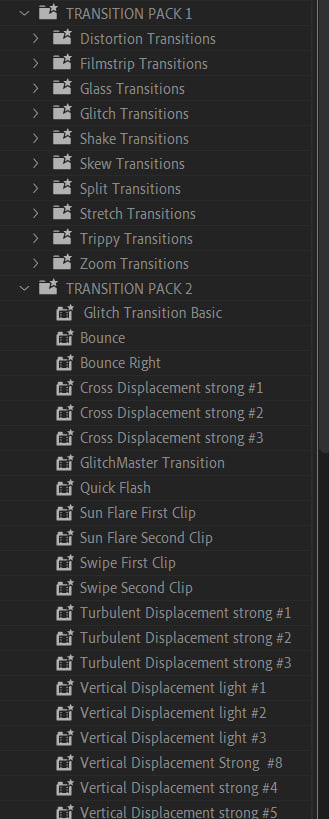 TRANSITION PACK 1
Distortion Transitions
Filmstrip Transitions
Glass Transitions
Glitch Transitions
Shake Transitions
Skew Transitions
Split Transitions
Stretch Transitions
Trippy Transitions
Zoom Transitions
TRANSITION PACK 2
Glitch Transition Basic
Bounce
Bounce Right
Cross Displacement strong #1
Cross Displacement strong #2
Cross Displacement strong #3
GlitchMaster Transition
Quick Flash
Sun Flare First Clip
Sun Flare Second Clip
Swipe First Clip
Swipe Second Clip
Turbulent Displacement strong #1
Turbulent Displacement strong #2
Turbulent Displacement strong #3
Vertical Displacement light #1
Vertical Displacement light #2
Vertical Displacement light #3
Vertical Displacement Strong  #8
Vertical Displacement strong #4
Vertical Displacement strong #5